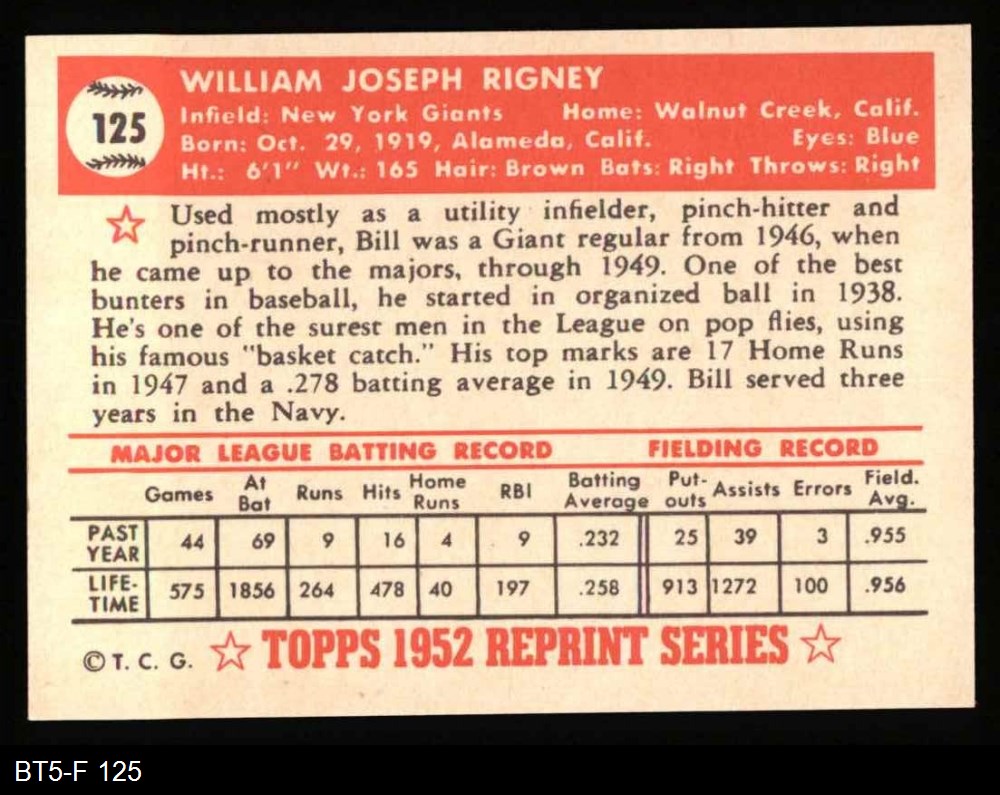 125
WILLIAM JOSEPH RIGNEY
Infield: New York Giants Home: Walnut Creek, Calif.
Born: Oct. 29, 1919, Alameda, Calif. Eyes: Blue
Ht.: 6'1" Wt.: 165 Hair: Brown Bats: Right Throws: Right
Used mostly as a utility infielder, pinch-hitter and
pinch-runner, Bill was a Giant regular from 1946, when
he came up to the majors, through 1949. One of the best
bunters in baseball, he started in organized ball in 1938.
He's one of the surest men in the League on pop flies, using
his famous "basket catch." His top marks are 17 Home Runs
in 1947 and a .278 batting average in 1949. Bill served three
years in the Navy.
MAJOR LEAGUE BATTING RECORD FIELDING RECORD
Games At Bat Runs Hits Home Runs RBI Batting Average Put-outs Assists Errors Field. Avg.
PAST YEAR 44 69 9 16 4 9 .232 25 39 3 .955
LIFE-TIME 575 1856 264 478 40 197 .258 913 1272 100 .956
© T. C. G. TOPPS 1952 REPRINT SERIES
BT5-F 125